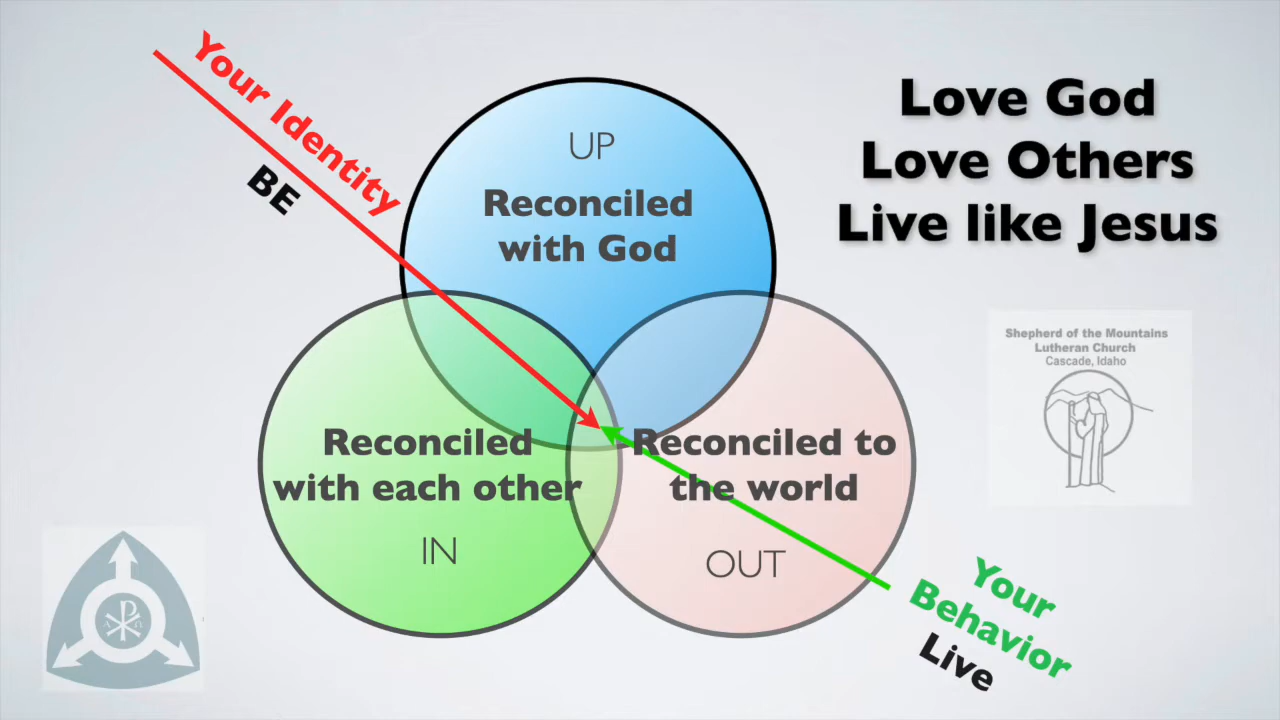 Your Identity
BE
UP
Reconciled
with God
Love God
Love Others
Live like Jesus
Shepherd of the Mountains
Lutheran Church
Cascade, Idaho
Reconciled
with each other
IN
Reconciled to
the world
OUT
Your
Behavior
Live
A P Ω